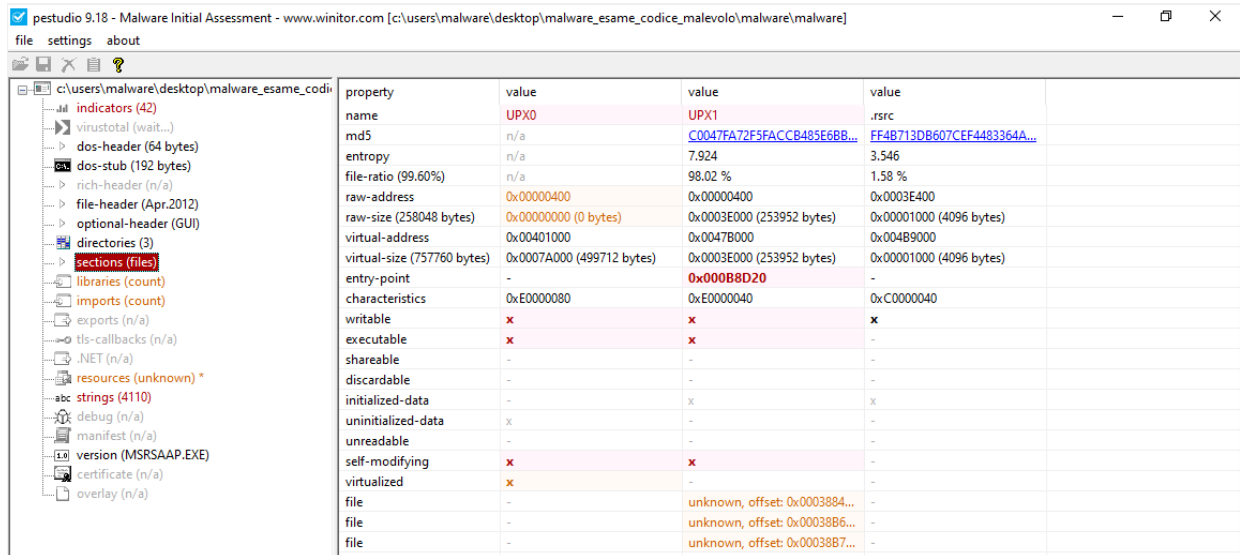 pestudio 9.18 - Malware Initial Assessment - www.winitor.com [c:\users\malware\desktop\malware_esame_codice_malevolo\malware\malware]
file settings about
c:\users\malware\desktop\malware_esame_codi
indicators (42)
virustotal (wait...)
dos-header (64 bytes)
dos-stub (192 bytes)
rich-header (n/a)
file-header (Apr.2012)
optional-header (GUI)
directories (3)
sections (files)
libraries (count)
imports (count)
exports (n/a)
tls-callbacks (n/a)
.NET (n/a)
resources (unknown) *
abc strings (4110)
debug (n/a)
manifest (n/a)
1.0 version (MSRSAAP.EXE)
certificate (n/a)
overlay (n/a)
property value value value
name UPX0 UPX1 .rsrc
md5 n/a C0047FA72F5FACCB485E6BB... FF4B713DB607CEF4483364A...
entropy n/a 7.924 3.546
file-ratio (99.60%) n/a 98.02 % 1.58 %
raw-address 0x00000400 0x00000400 0x0003E400
raw-size (258048 bytes) 0x00000000 (0 bytes) 0x0003E000 (253952 bytes) 0x00001000 (4096 bytes)
virtual-address 0x00401000 0x0047B000 0x004B9000
virtual-size (757760 bytes) 0x0007A000 (499712 bytes) 0x0003E000 (253952 bytes) 0x00001000 (4096 bytes)
entry-point - 0x000B8D20 -
characteristics 0xE0000080 0xE0000040 0xC0000040
writable x x x
executable x x -
shareable - - -
discardable - - -
initialized-data - x x
uninitialized-data x - -
unreadable - - -
self-modifying x x -
virtualized x - -
file - unknown, offset: 0x0003884... -
file - unknown, offset: 0x00038B6... -
file - unknown, offset: 0x00038B7... -